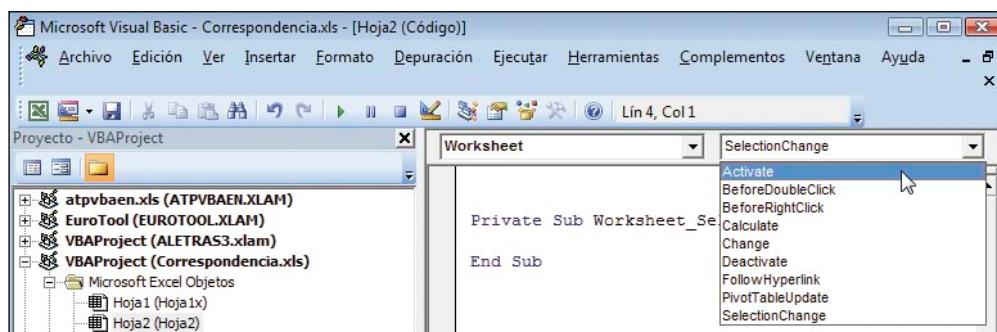 Microsoft Visual Basic - Correspondencia.xls - [Hoja2 (Código)]
Archivo Edición Ver Insertar Formato Depuración Ejecutar Herramientas Complementos Ventana Ayuda
Lín 4, Col 1
Proyecto - VBAProject
Worksheet
SelectionChange
atpvbaen.xls (ATPVBAEN.XLAM)
EuroTool (EUROTOOL.XLAM)
VBAProject (ALETRAS3.xlam)
VBAProject (Correspondencia.xls)
Microsoft Excel Objetos
Hoja1 (Hoja1x)
Hoja2 (Hoja2)
Private Sub Worksheet_Se
End Sub
Activate
BeforeDoubleClick
BeforeRightClick
Calculate
Change
Deactivate
FollowHyperlink
PivotTableUpdate
SelectionChange